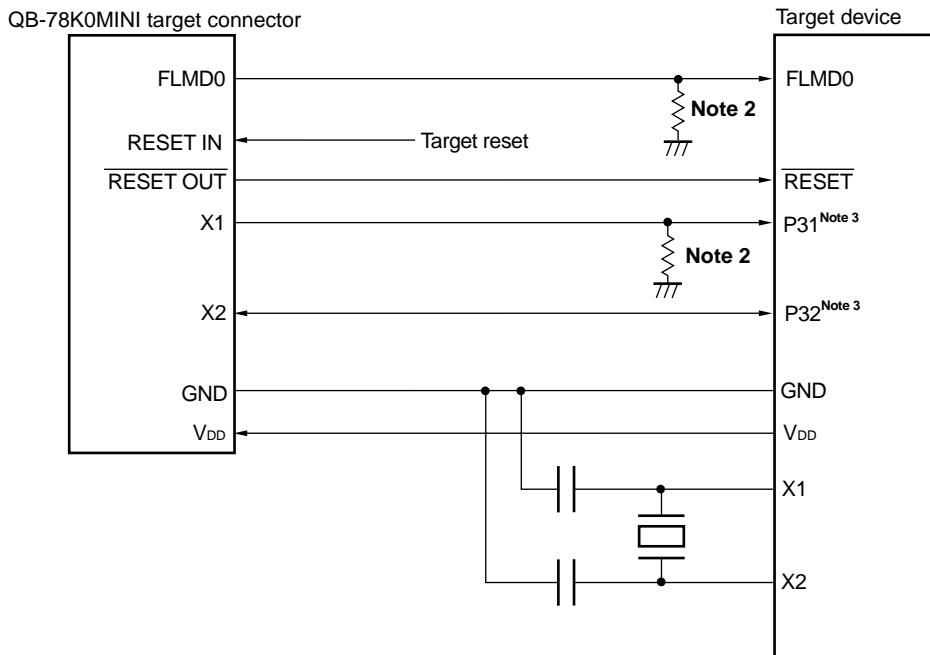 QB-78K0MINI target connector
Target device
FLMD0
FLMD0
Note 2
RESET IN
Target reset
RESET OUT
RESET
X1
P31Note 3
Note 2
X2
P32Note 3
GND
GND
VDD
VDD
X1
X2